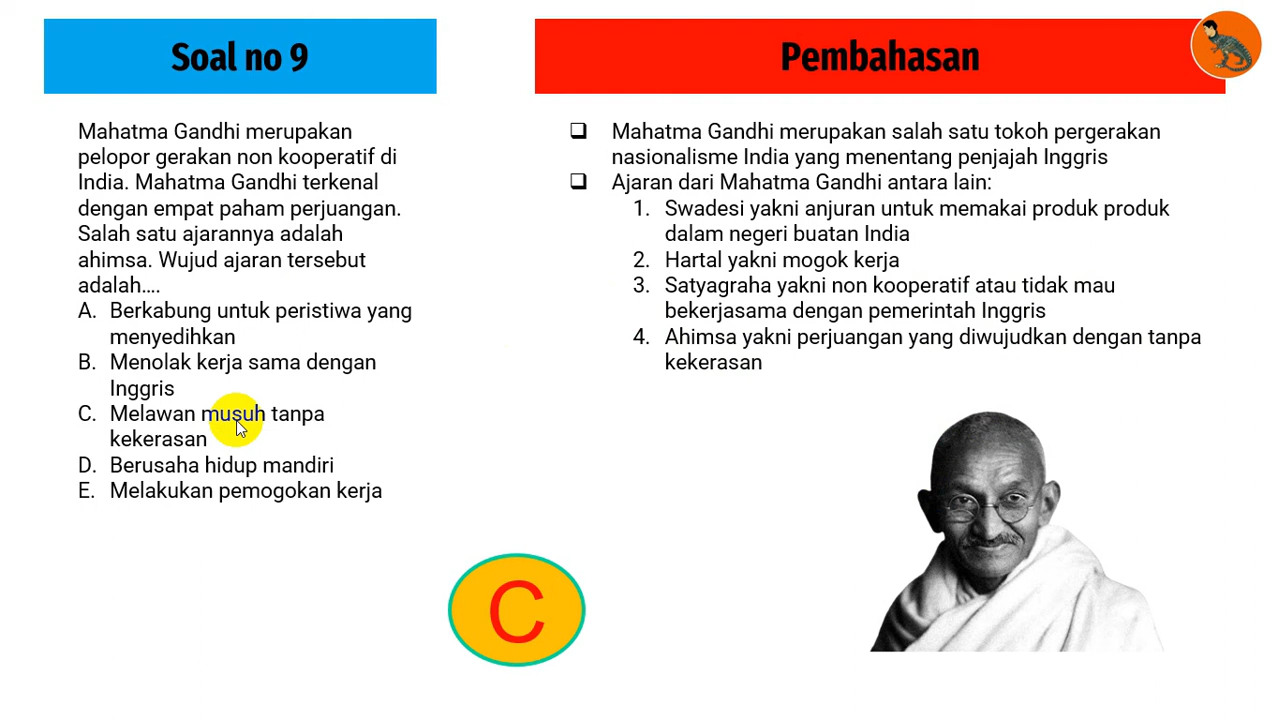 Soal no 9
Mahatma Gandhi merupakan
pelopor gerakan non kooperatif di
India. Mahatma Gandhi terkenal
dengan empat paham perjuangan.
Salah satu ajarannya adalah
ahimsa. Wujud ajaran tersebut
adalah....
A. Berkabung untuk peristiwa yang
menyedihkan
B. Menolak kerja sama dengan
Inggris
C. Melawan musuh tanpa
kekerasan
D. Berusaha hidup mandiri
E. Melakukan pemogokan kerja
C
Pembahasan
Mahatma Gandhi merupakan salah satu tokoh pergerakan
nasionalisme India yang menentang penjajah Inggris
Ajaran dari Mahatma Gandhi antara lain:
1. Swadesi yakni anjuran untuk memakai produk produk
dalam negeri buatan India
2. Hartal yakni mogok kerja
3. Satyagraha yakni non kooperatif atau tidak mau
bekerjasama dengan pemerintah Inggris
4. Ahimsa yakni perjuangan yang diwujudkan dengan tanpa
kekerasan